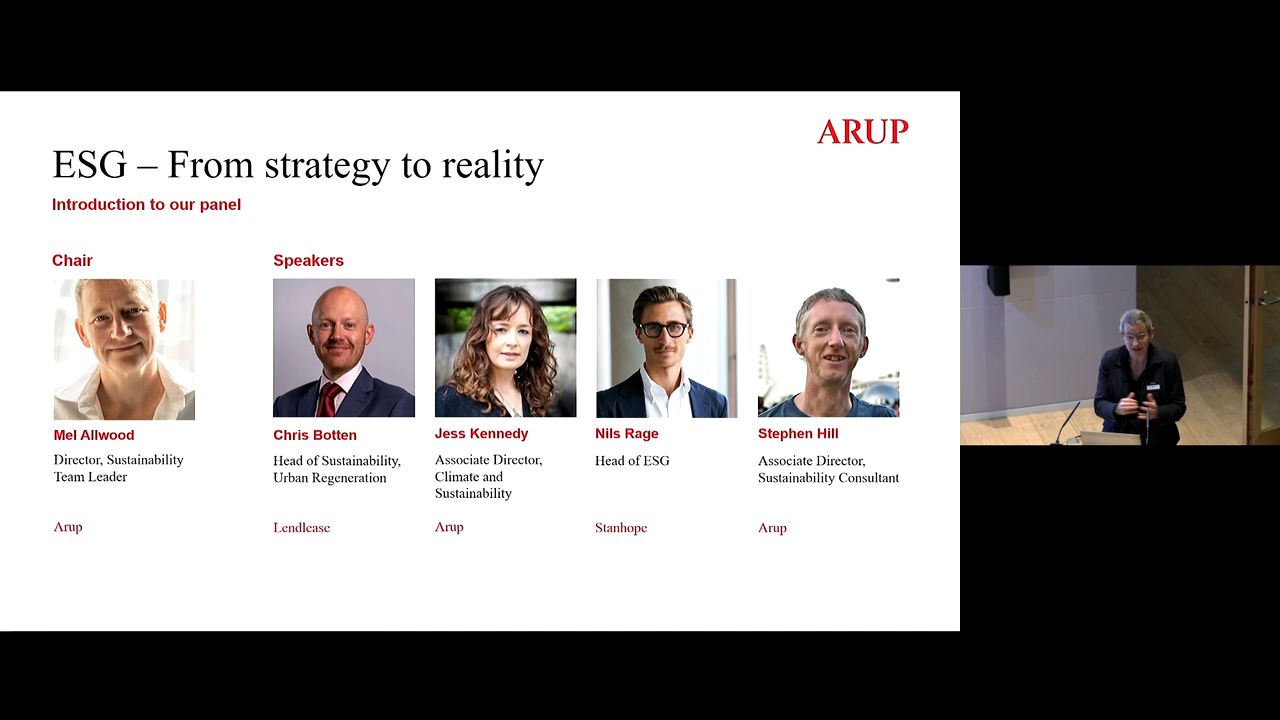 ARUP
ESG – From strategy to reality
Introduction to our panel
Chair
Speakers
Mel Allwood
Director, Sustainability
Team Leader
Arup
Chris Botten
Head of Sustainability,
Urban Regeneration
Lendlease
Jess Kennedy
Associate Director,
Climate and
Sustainability
Arup
Nils Rage
Head of ESG
Stanhope
Stephen Hill
Associate Director,
Sustainability Consultant
Arup